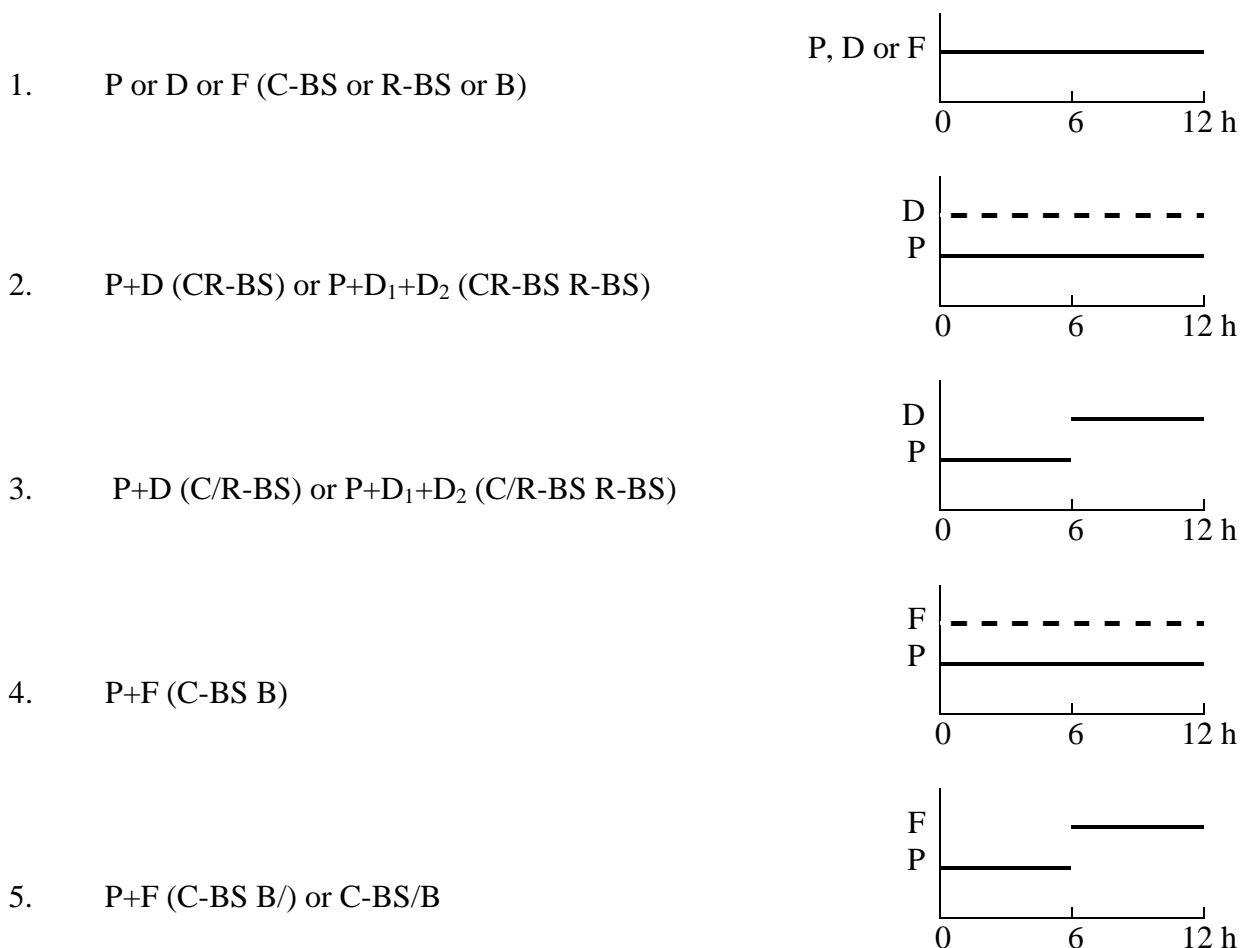 P, D or F
1. P or D or F (C-BS or R-BS or B)
0 6 12 h
D
P
2. P+D (CR-BS) or P+D₁+D₂ (CR-BS R-BS)
0 6 12 h
D
P
3. P+D (C/R-BS) or P+D₁+D₂ (C/R-BS R-BS)
0 6 12 h
F
P
4. P+F (C-BS B)
0 6 12 h
F
P
5. P+F (C-BS B/) or C-BS/B
0 6 12 h